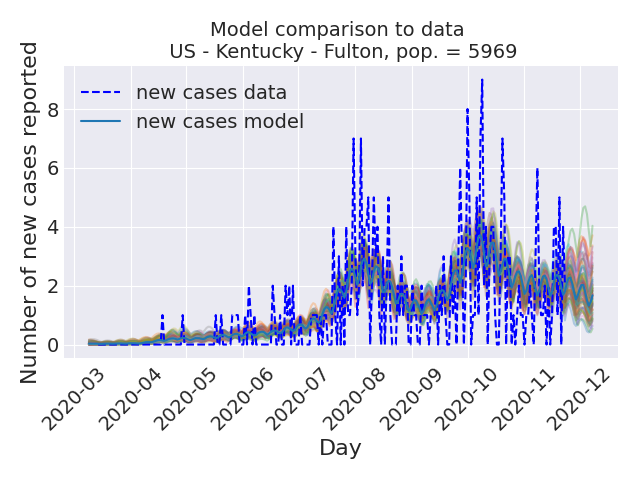 Model comparison to data
US - Kentucky - Fulton, pop. = 5969
Number of new cases reported
new cases data
new cases model
8
6
4
2
0
2020-03
2020-04
2020-05
2020-06
2020-07
2020-08
2020-09
2020-10
2020-11
2020-12
Day